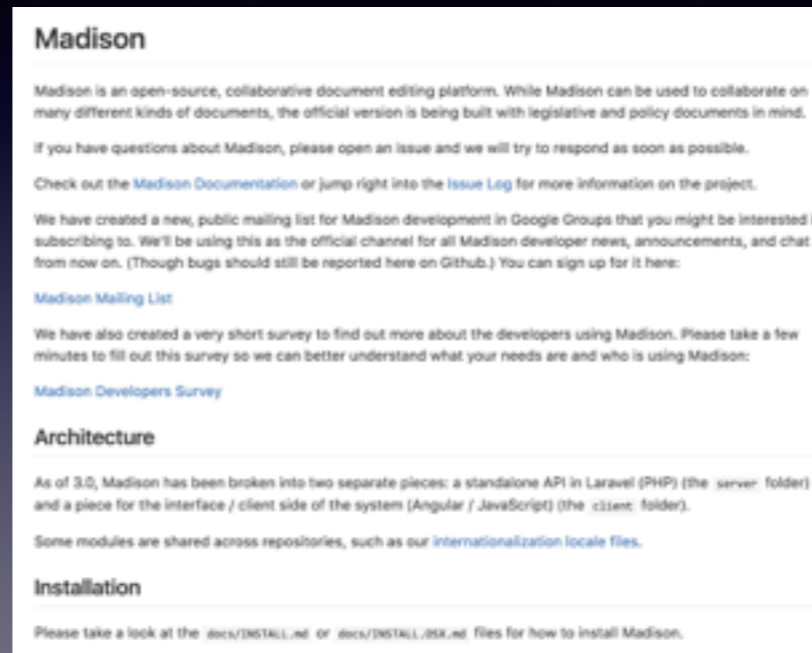 Madison
Madison is an open-source, collaborative document editing platform. While Madison can be used to collaborate on
many different kinds of documents, the official version is being built with legislative and policy documents in mind.
If you have questions about Madison, please open an issue and we will try to respond as soon as possible.
Check out the Madison Documentation or jump right into the Issue Log for more information on the project.
We have created a new, public mailing list for Madison development in Google Groups that you might be interested
subscribing to. We'll be using this as the official channel for all Madison developer news, announcements, and chat
from now on. (Though bugs should still be reported here on Github.) You can sign up for it here:
Madison Mailing List
We have also created a very short survey to find out more about the developers using Madison. Please take a few
minutes to fill out this survey so we can better understand what your needs are and who is using Madison:
Madison Developers Survey
Architecture
As of 3.0, Madison has been broken into two separate pieces: a standalone API in Laravel (PHP) (the server folder)
and a piece for the interface / client side of the system (Angular / JavaScript) (the client folder).
Some modules are shared across repositories, such as our internationalization locale files.
Installation
Please take a look at the docs/INSTALL.md or docs/INSTALL.OSX.md files for how to install Madison.